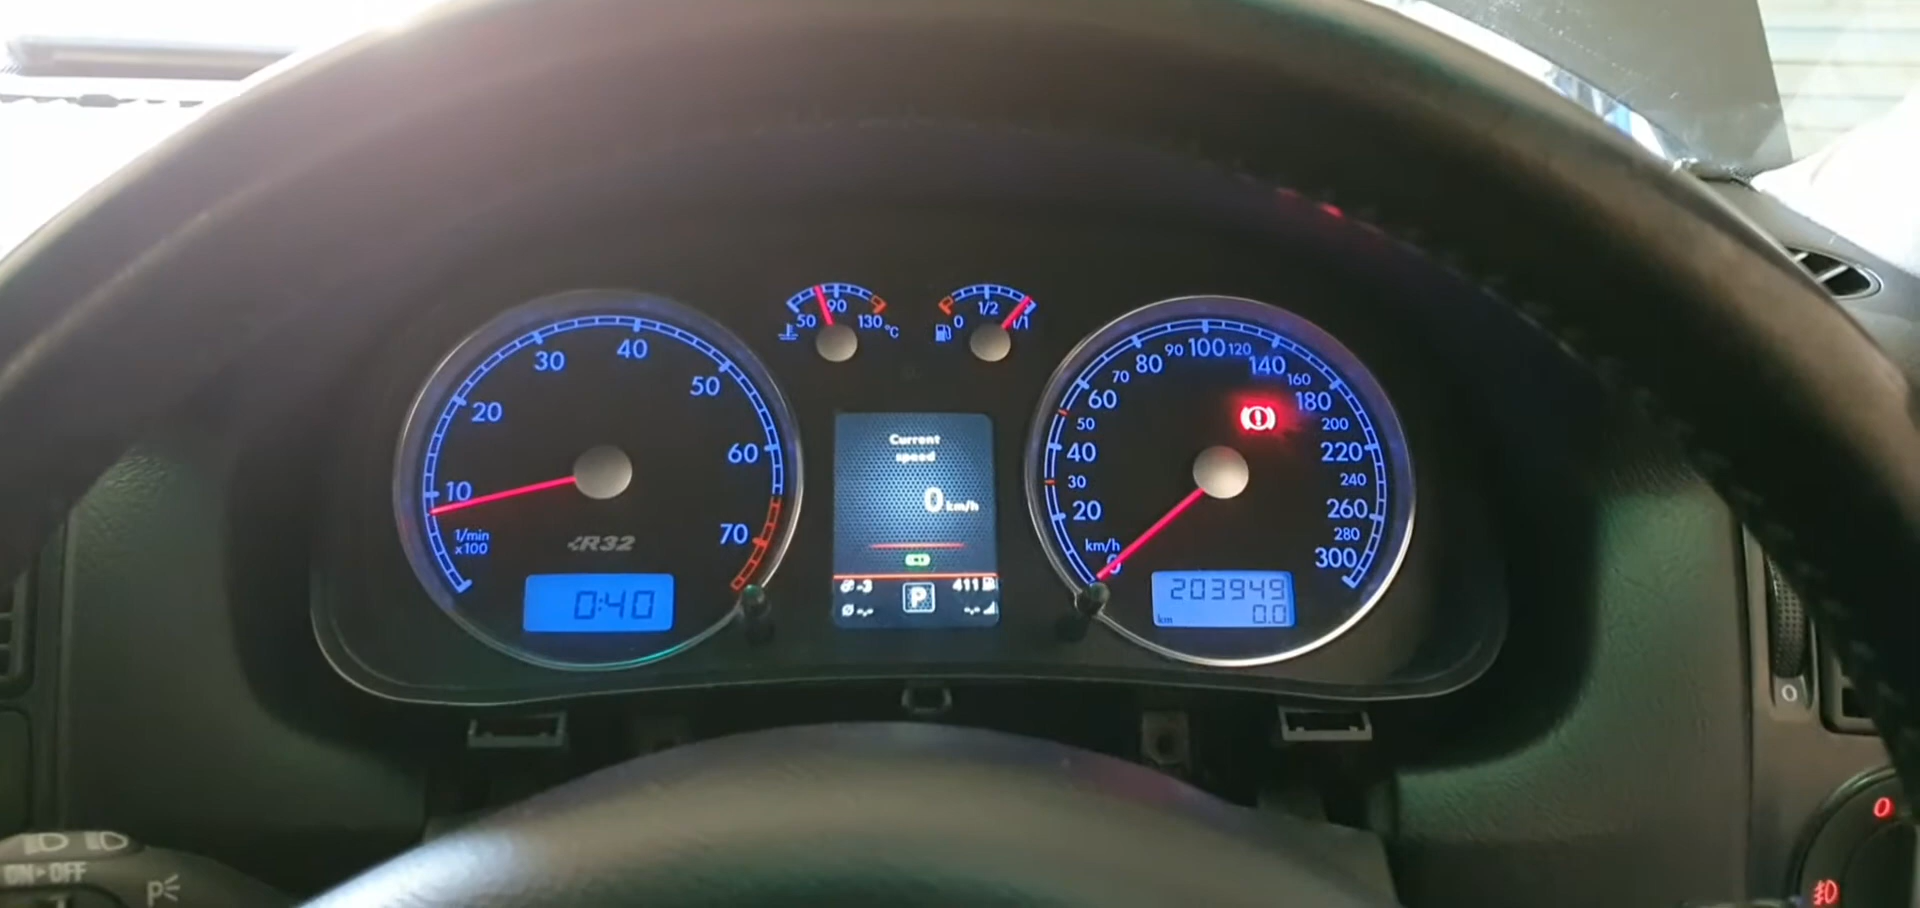 50 90 130 °C
0 1/2 1/1
10 20 30 40 50 60 70
1/min
x100
R32
0:40
Current
speed
0 km/h
-3 P 411
-,- -,-
20 30 40 50 60 70 80 90 100 120 140 160 180 200 220 240 260 280 300
km/h
203949
km 0.0
0
0
ON OFF
P